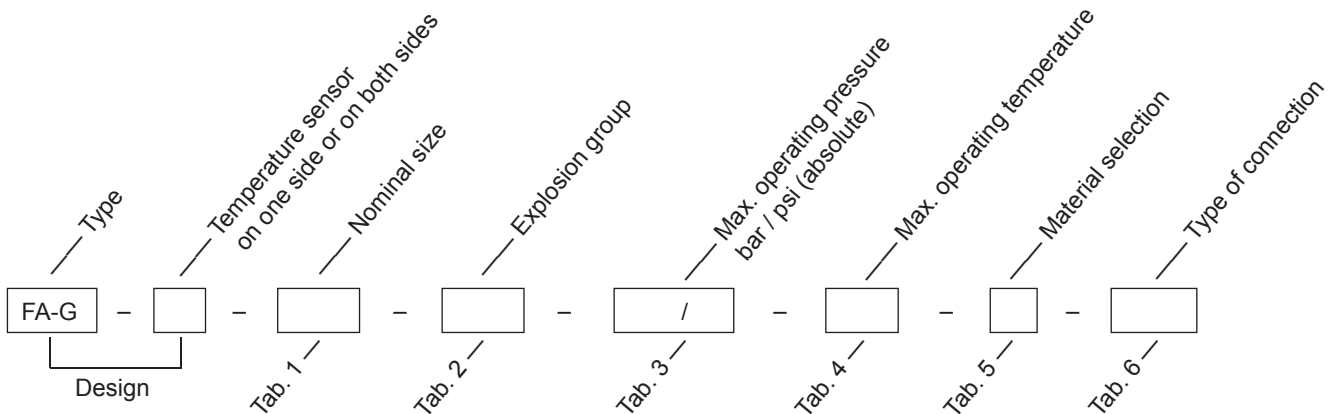 Type
Temperature sensor
on one side or on both sides
Nominal size
Explosion group
Max. operating pressure
bar / psi (absolute)
Max. operating temperature
Material selection
Type of connection
FA-G – – – – / – – –
Design
Tab. 1
Tab. 2
Tab. 3
Tab. 4
Tab. 5
Tab. 6